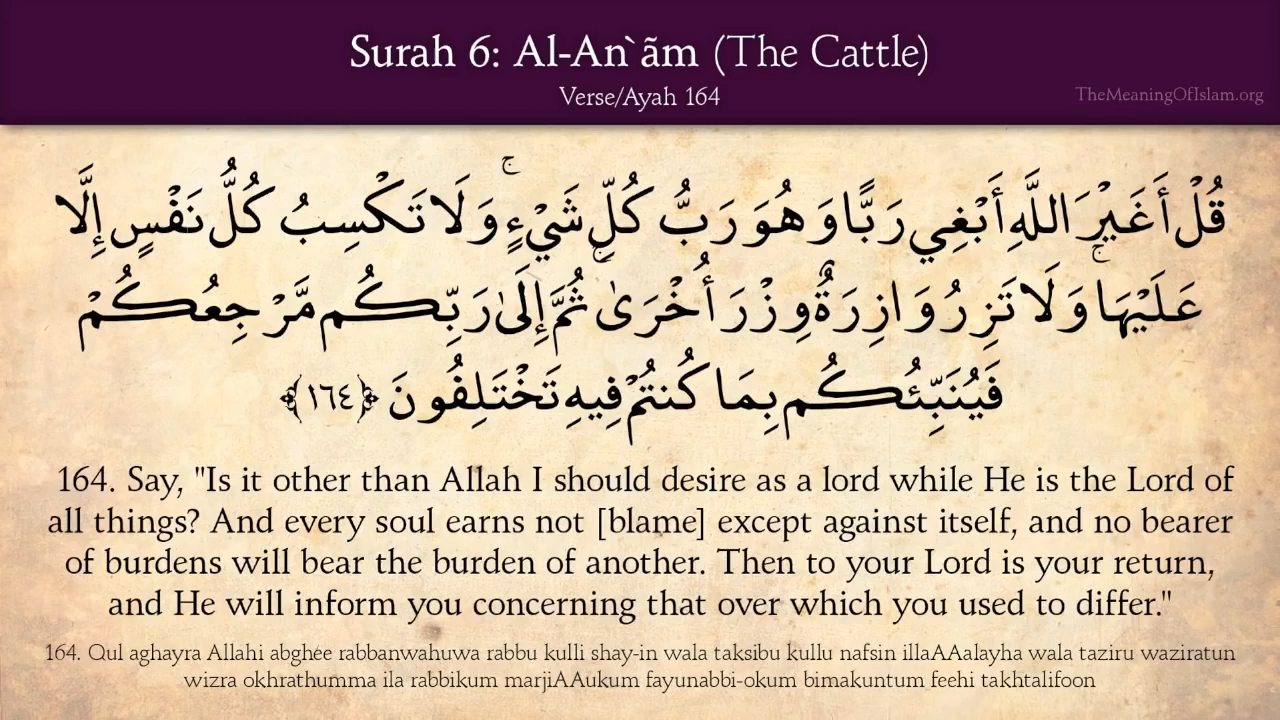 Surah 6: Al-An`ãm (The Cattle)
Verse/Ayah 164
TheMeaningOfIslam.org
قُلْ أَغَيْرَ اللَّهِ أَبْغِي رَبًّا وَهُوَ رَبُّ كُلِّ شَيْءٍ ۚ وَلَا تَكْسِبُ كُلُّ نَفْسٍ إِلَّا
عَلَيْهَا ۚ وَلَا تَزِرُ وَازِرَةٌ وِزْرَ أُخْرَىٰ ۚ ثُمَّ إِلَىٰ رَبِّكُم مَّرْجِعُكُمْ
فَيُنَبِّئُكُم بِمَا كُنتُمْ فِيهِ تَخْتَلِفُونَ ﴿١٦٤﴾
164. Say, "Is it other than Allah I should desire as a lord while He is the Lord of
all things? And every soul earns not [blame] except against itself, and no bearer
of burdens will bear the burden of another. Then to your Lord is your return,
and He will inform you concerning that over which you used to differ."
164. Qul aghayra Allahi abghee rabbanwahuwa rabbu kulli shay-in wala taksibu kullu nafsin illaAAalayha wala taziru waziratun
wizra okhrathumma ila rabbikum marjiAAukum fayunabbi-okum bimakuntum feehi takhtalifoon